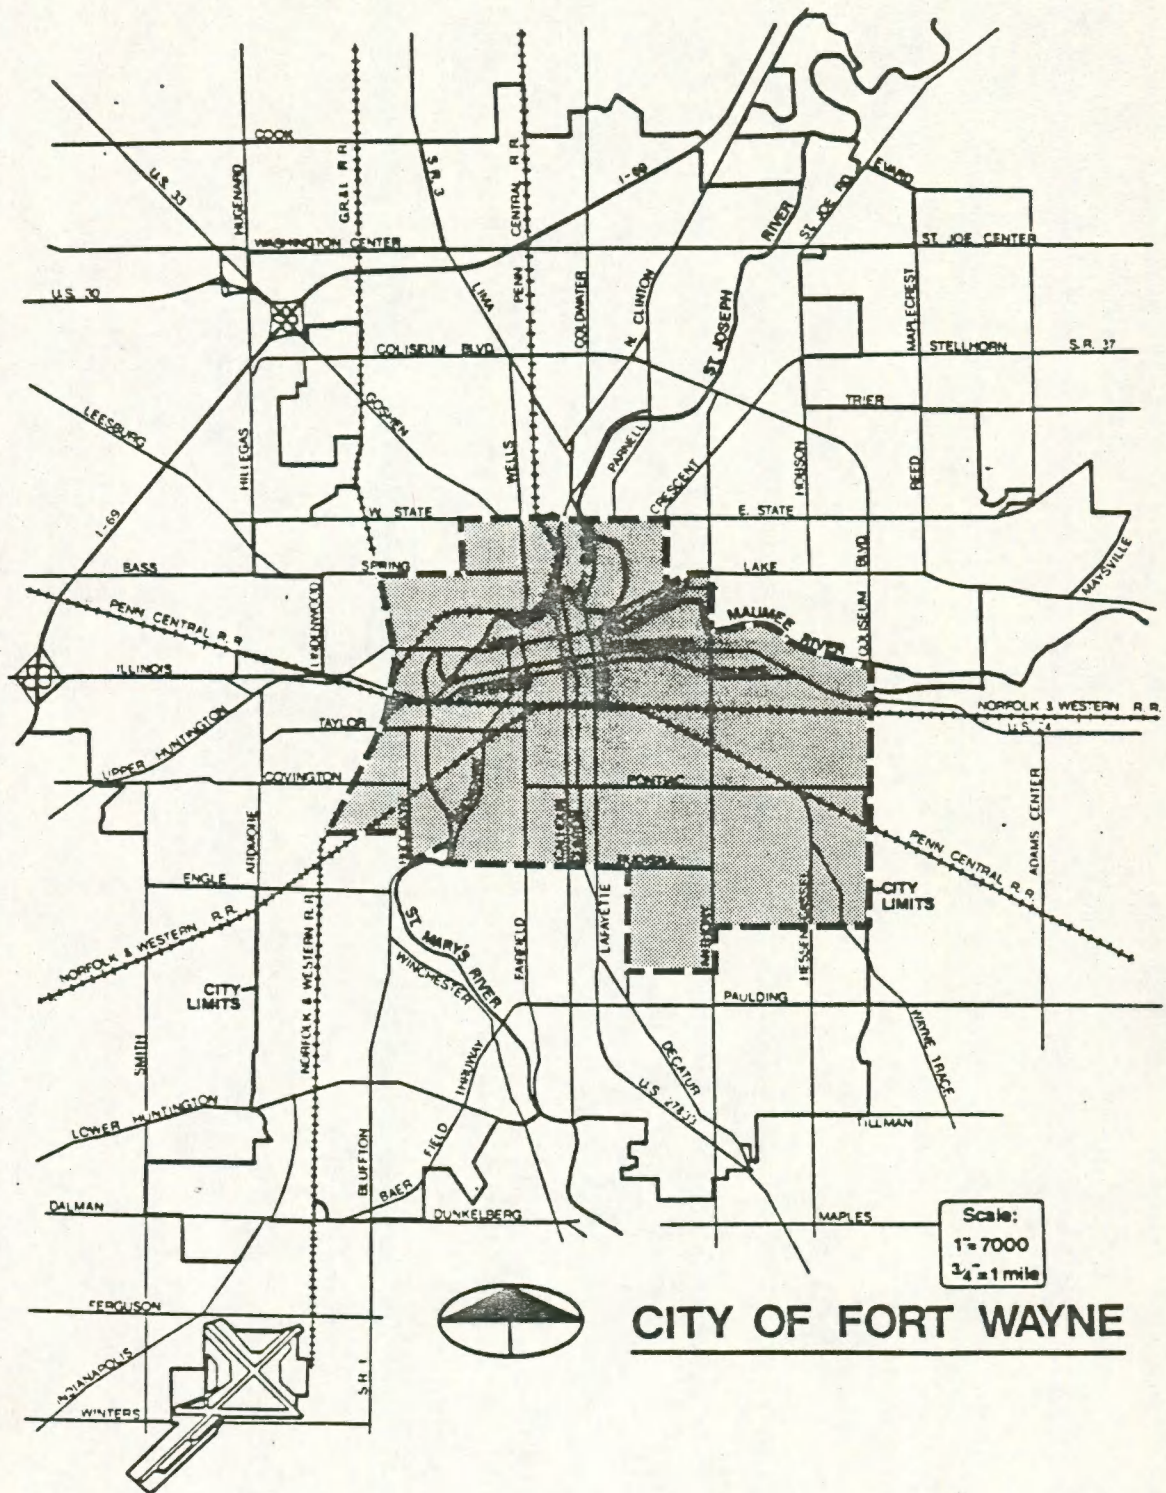 COOK
U.S. 33
HUGENARD
G.R.& I. R.R.
S.R. 3
CENTRAL R.R.
I-69
EVARD
ST. JOE RD.
RIVER
WASHINGTON CENTER
ST. JOE CENTER
U.S. 30
LIMA
PENN
COLDWATER
N. CLINTON
ST. JOSEPH
MAPLECREST
COLISEUM BLVD.
STELLHORN
S.R. 37
GOSHEN
TRIER
LEESBURG
HILLEGAS
WELLS
PARNELL
CRESCENT
HOBSON
REED
I-69
W. STATE
E. STATE
BASS
SPRING
LAKE
BLVD
MAYSVILLE
PENN CENTRAL R.R.
LINDENWOOD
MAUMEE
RIVER
COLISEUM
ILLINOIS
NORFOLK & WESTERN R.R.
TAYLOR
UPPER HUNTINGTON
COVINGTON
PONTIAC
ARDMORE
BROOKLYN
CALHOUN
CLINTON
RUDISILL
PENN CENTRAL R.R.
ADAMS CENTER
ENGLE
CITY
LIMITS
NORFOLK & WESTERN R.R.
NORFOLK & WESTERN R.R.
ST. MARY'S RIVER
WINCHESTER
FAIRFIELD
LAFAYETTE
ANTHONY
HESSEN CASSEL
CITY
LIMITS
PAULDING
SMITH
THRUWAY
DECATUR
WAYNE TRACE
U.S. 27&33
LOWER HUNTINGTON
TILLMAN
BLUFFTON
FIELD
BAER
DALMAN
DUNKELBERG
MAPLES
Scale:
1"=7000
3/4"=1 mile
FERGUSON
CITY OF FORT WAYNE
INDIANAPOLIS
S.R. 1
WINTERS